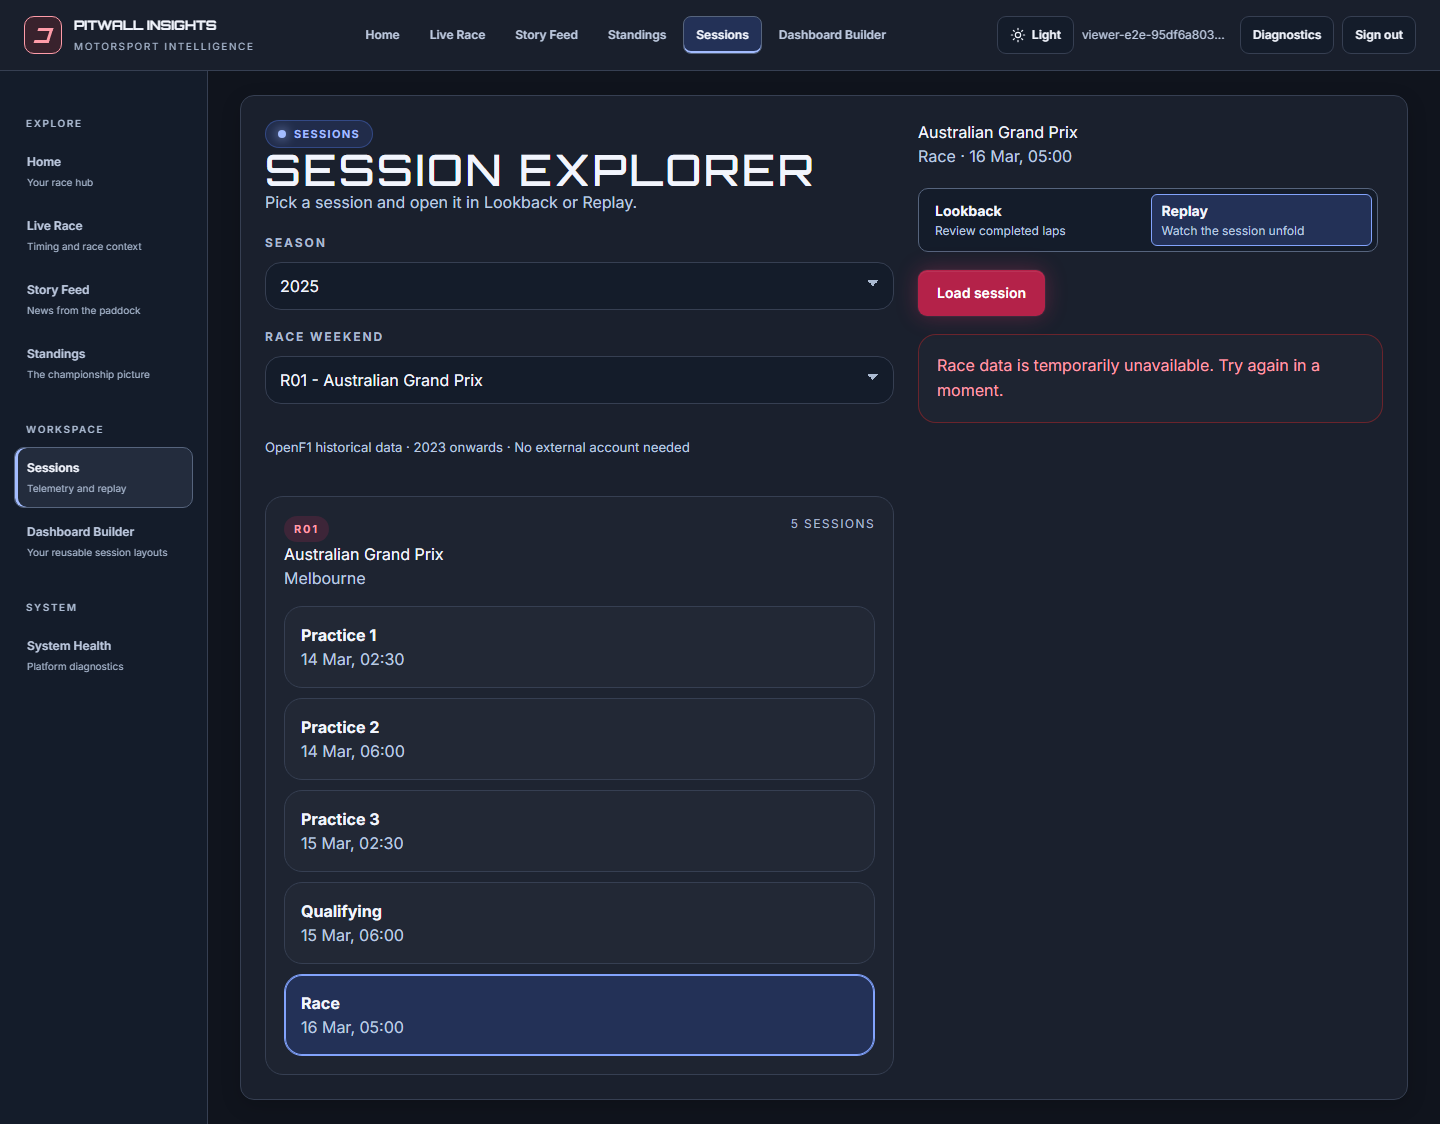 PITWALL INSIGHTS
MOTORSPORT INTELLIGENCE
Home
Live Race
Story Feed
Standings
Sessions
Dashboard Builder
Light
viewer-e2e-95df6a803...
Diagnostics
Sign out
EXPLORE
Home
Your race hub
Live Race
Timing and race context
Story Feed
News from the paddock
Standings
The championship picture
WORKSPACE
Sessions
Telemetry and replay
Dashboard Builder
Your reusable session layouts
SYSTEM
System Health
Platform diagnostics
SESSIONS
SESSION EXPLORER
Pick a session and open it in Lookback or Replay.
SEASON
2025
RACE WEEKEND
R01 - Australian Grand Prix
OpenF1 historical data · 2023 onwards · No external account needed
R01
5 SESSIONS
Australian Grand Prix
Melbourne
Practice 1
14 Mar, 02:30
Practice 2
14 Mar, 06:00
Practice 3
15 Mar, 02:30
Qualifying
15 Mar, 06:00
Race
16 Mar, 05:00
Australian Grand Prix
Race · 16 Mar, 05:00
Lookback
Review completed laps
Replay
Watch the session unfold
Load session
Race data is temporarily unavailable. Try again in a
moment.